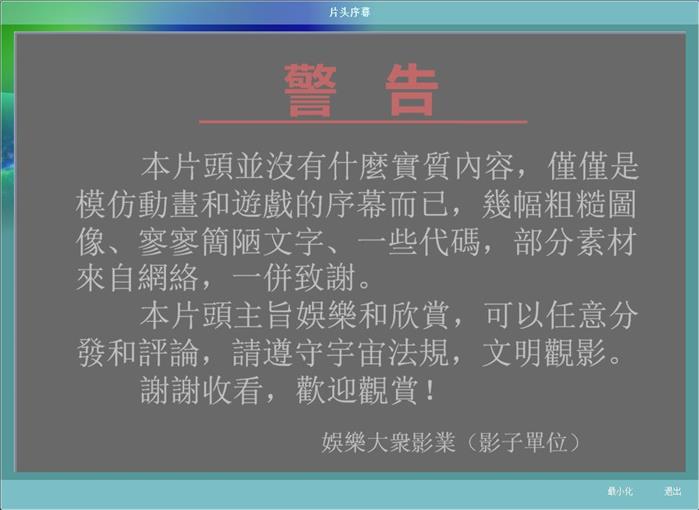 片头序幕
警告
本片頭並沒有什麼實質內容，僅僅是
模仿動畫和遊戲的序幕而已，幾幅粗糙圖
像、寥寥簡陋文字、一些代碼，部分素材
來自網絡，一併致謝。
本片頭主旨娛樂和欣賞，可以任意分
發和評論，請遵守宇宙法規，文明觀影。
謝謝收看，歡迎觀賞！
娛樂大衆影業（影子單位）
最小化
退出